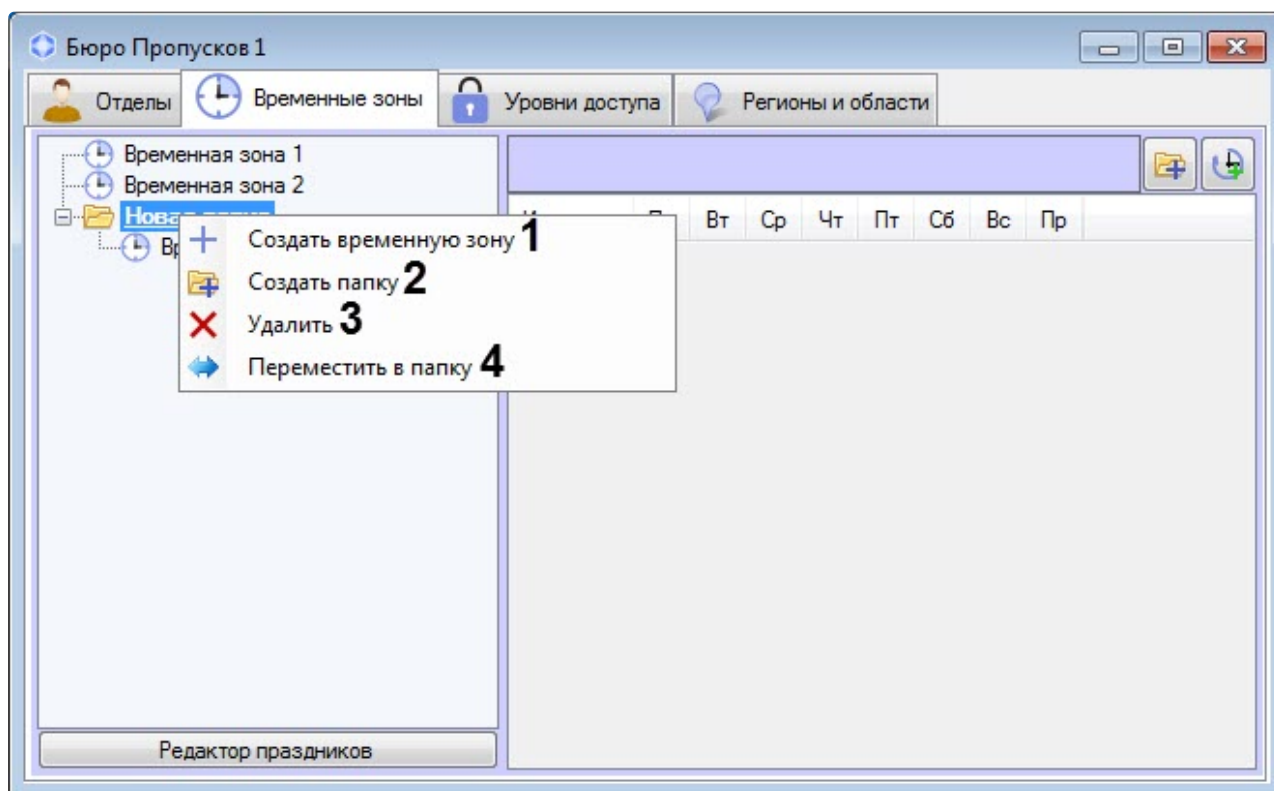 Бюро Пропусков 1
Отделы Временные зоны Уровни доступа Регионы и области
Временная зона 1
Временная зона 2
Вт Ср Чт Пт Сб Вс Пр
Создать временную зону 1
Создать папку 2
Удалить 3
Переместить в папку 4
Редактор праздников